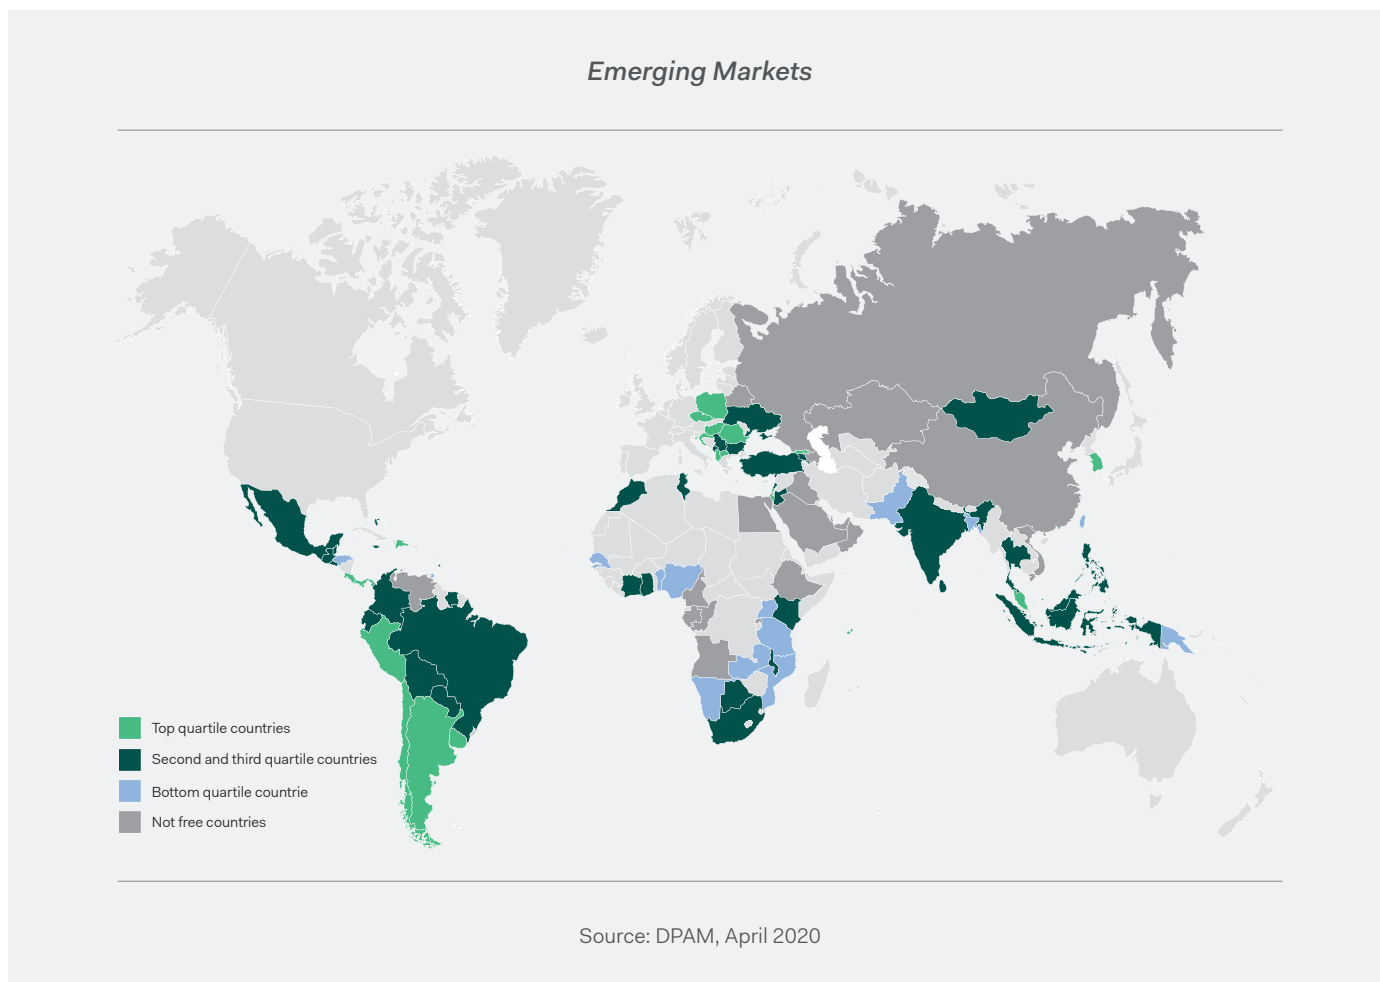 Emerging Markets
Top quartile countries
Second and third quartile countries
Bottom quartile countrie
Not free countries
Source: DPAM, April 2020